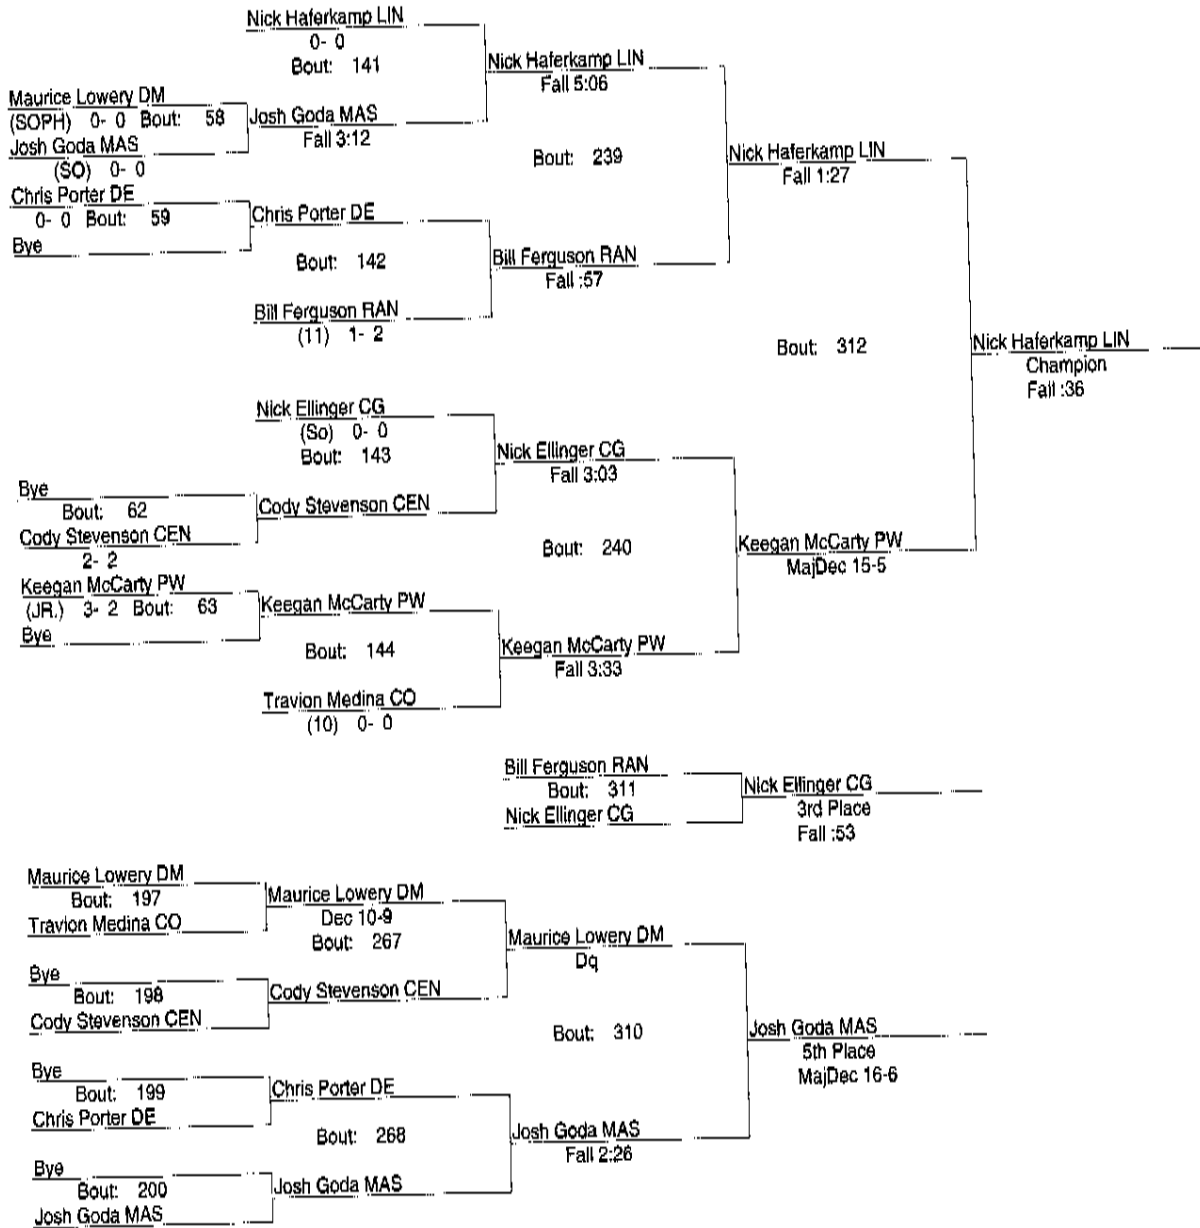 Nick Haferkamp LIN
0- 0
Bout: 141
Nick Haferkamp LIN
Fall 5:06
Maurice Lowery DM
(SOPH) 0- 0 Bout: 58
Josh Goda MAS
Fall 3:12
Josh Goda MAS
(SO) 0- 0
Bout: 239
Nick Haferkamp LIN
Fall 1:27
Chris Porter DE
0- 0 Bout: 59
Chris Porter DE
Bye
Bout: 142
Bill Ferguson RAN
Fall :57
Bill Ferguson RAN
(11) 1- 2
Bout: 312
Nick Haferkamp LIN
Champion
Fall :36
Nick Ellinger CG
(So) 0- 0
Bout: 143
Nick Ellinger CG
Fall 3:03
Bye
Bout: 62
Cody Stevenson CEN
Cody Stevenson CEN
2- 2
Bout: 240
Keegan McCarty PW
MajDec 15-5
Keegan McCarty PW
(JR.) 3- 2 Bout: 63
Keegan McCarty PW
Bye
Bout: 144
Keegan McCarty PW
Fall 3:33
Travion Medina CO
(10) 0- 0
Bill Ferguson RAN
Bout: 311
Nick Ellinger CG
Nick Ellinger CG
3rd Place
Fall :53
Maurice Lowery DM
Bout: 197
Travion Medina CO
Maurice Lowery DM
Dec 10-9
Bout: 267
Maurice Lowery DM
Dq
Bye
Bout: 198
Cody Stevenson CEN
Cody Stevenson CEN
Bout: 310
Josh Goda MAS
5th Place
MajDec 16-6
Bye
Bout: 199
Chris Porter DE
Chris Porter DE
Bout: 268
Josh Goda MAS
Fall 2:26
Bye
Bout: 200
Josh Goda MAS
Josh Goda MAS